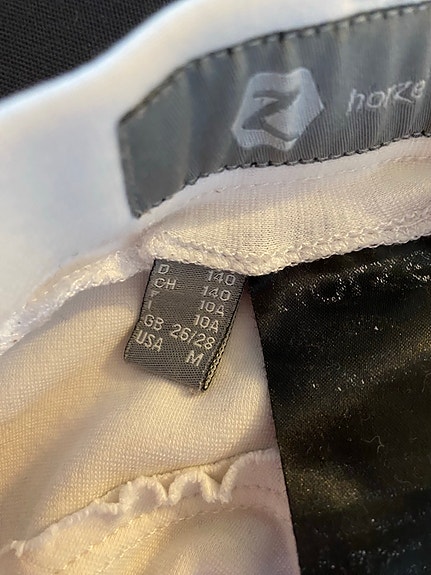 Z horze
D 140
CH 140
F 10A
I 10A
GB 26/28
USA M